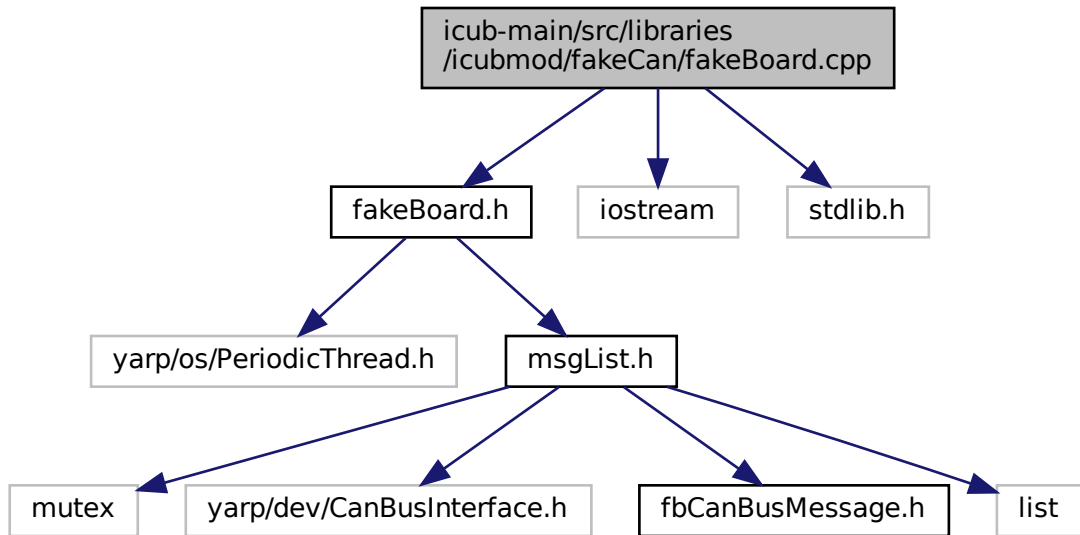 icub-main/src/libraries
/icubmod/fakeCan/fakeBoard.cpp
fakeBoard.h
iostream
stdlib.h
yarp/os/PeriodicThread.h
msgList.h
mutex
yarp/dev/CanBusInterface.h
fbCanBusMessage.h
list